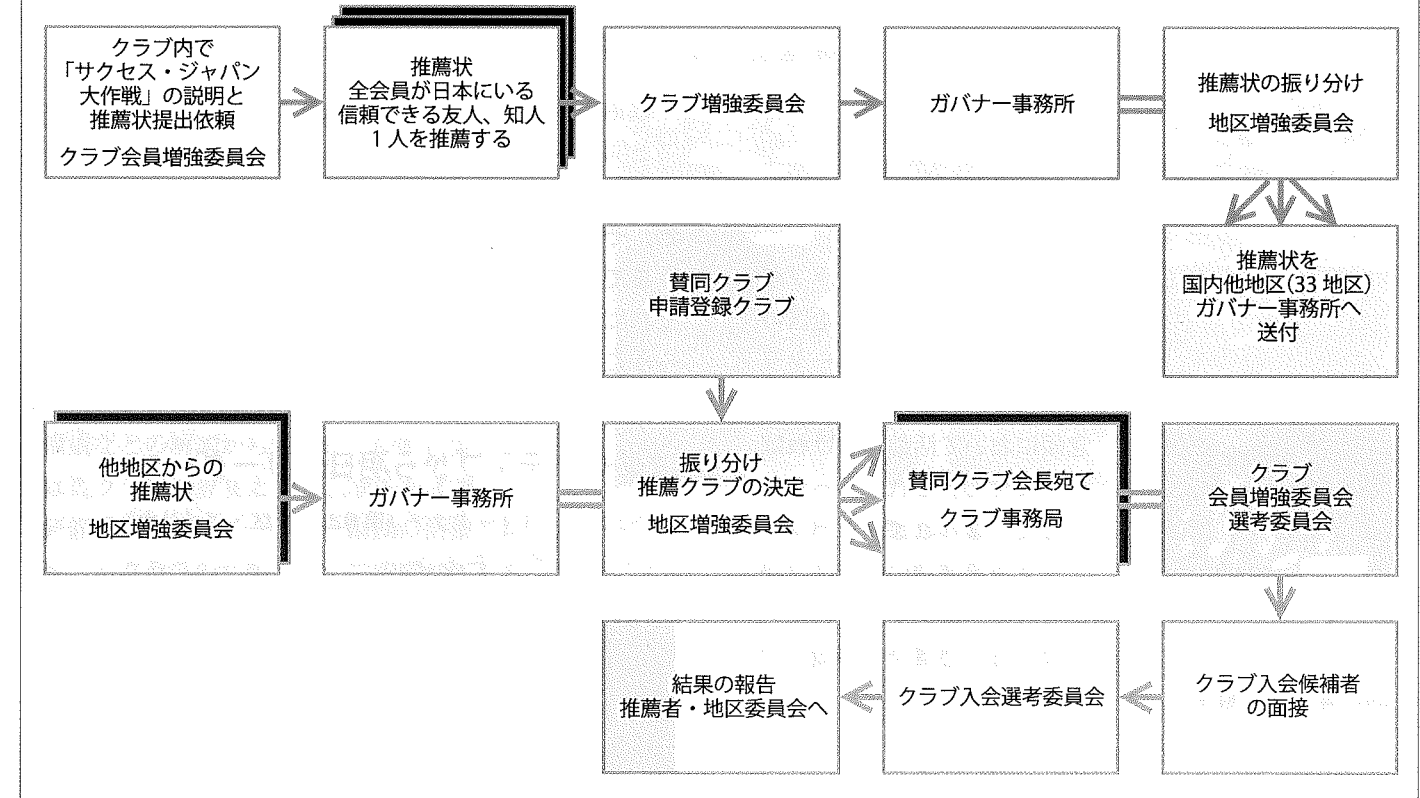 クラブ内で
「サクセス・ジャパン
大作戦」の説明と
推薦状提出依頼
クラブ会員増強委員会
推薦状
全会員が日本にいる
信頼できる友人、知人
1人を推薦する
クラブ増強委員会
ガバナー事務所
推薦状の振り分け
地区増強委員会
推薦状を
国内他地区(33 地区)
ガバナー事務所へ
送付
賛同クラブ
申請登録クラブ
他地区からの
推薦状
地区増強委員会
ガバナー事務所
振り分け
推薦クラブの決定
地区増強委員会
賛同クラブ会長宛て
クラブ事務局
クラブ
会員増強委員会
選考委員会
クラブ入会候補者
の面接
クラブ入会選考委員会
結果の報告
推薦者・地区委員会へ